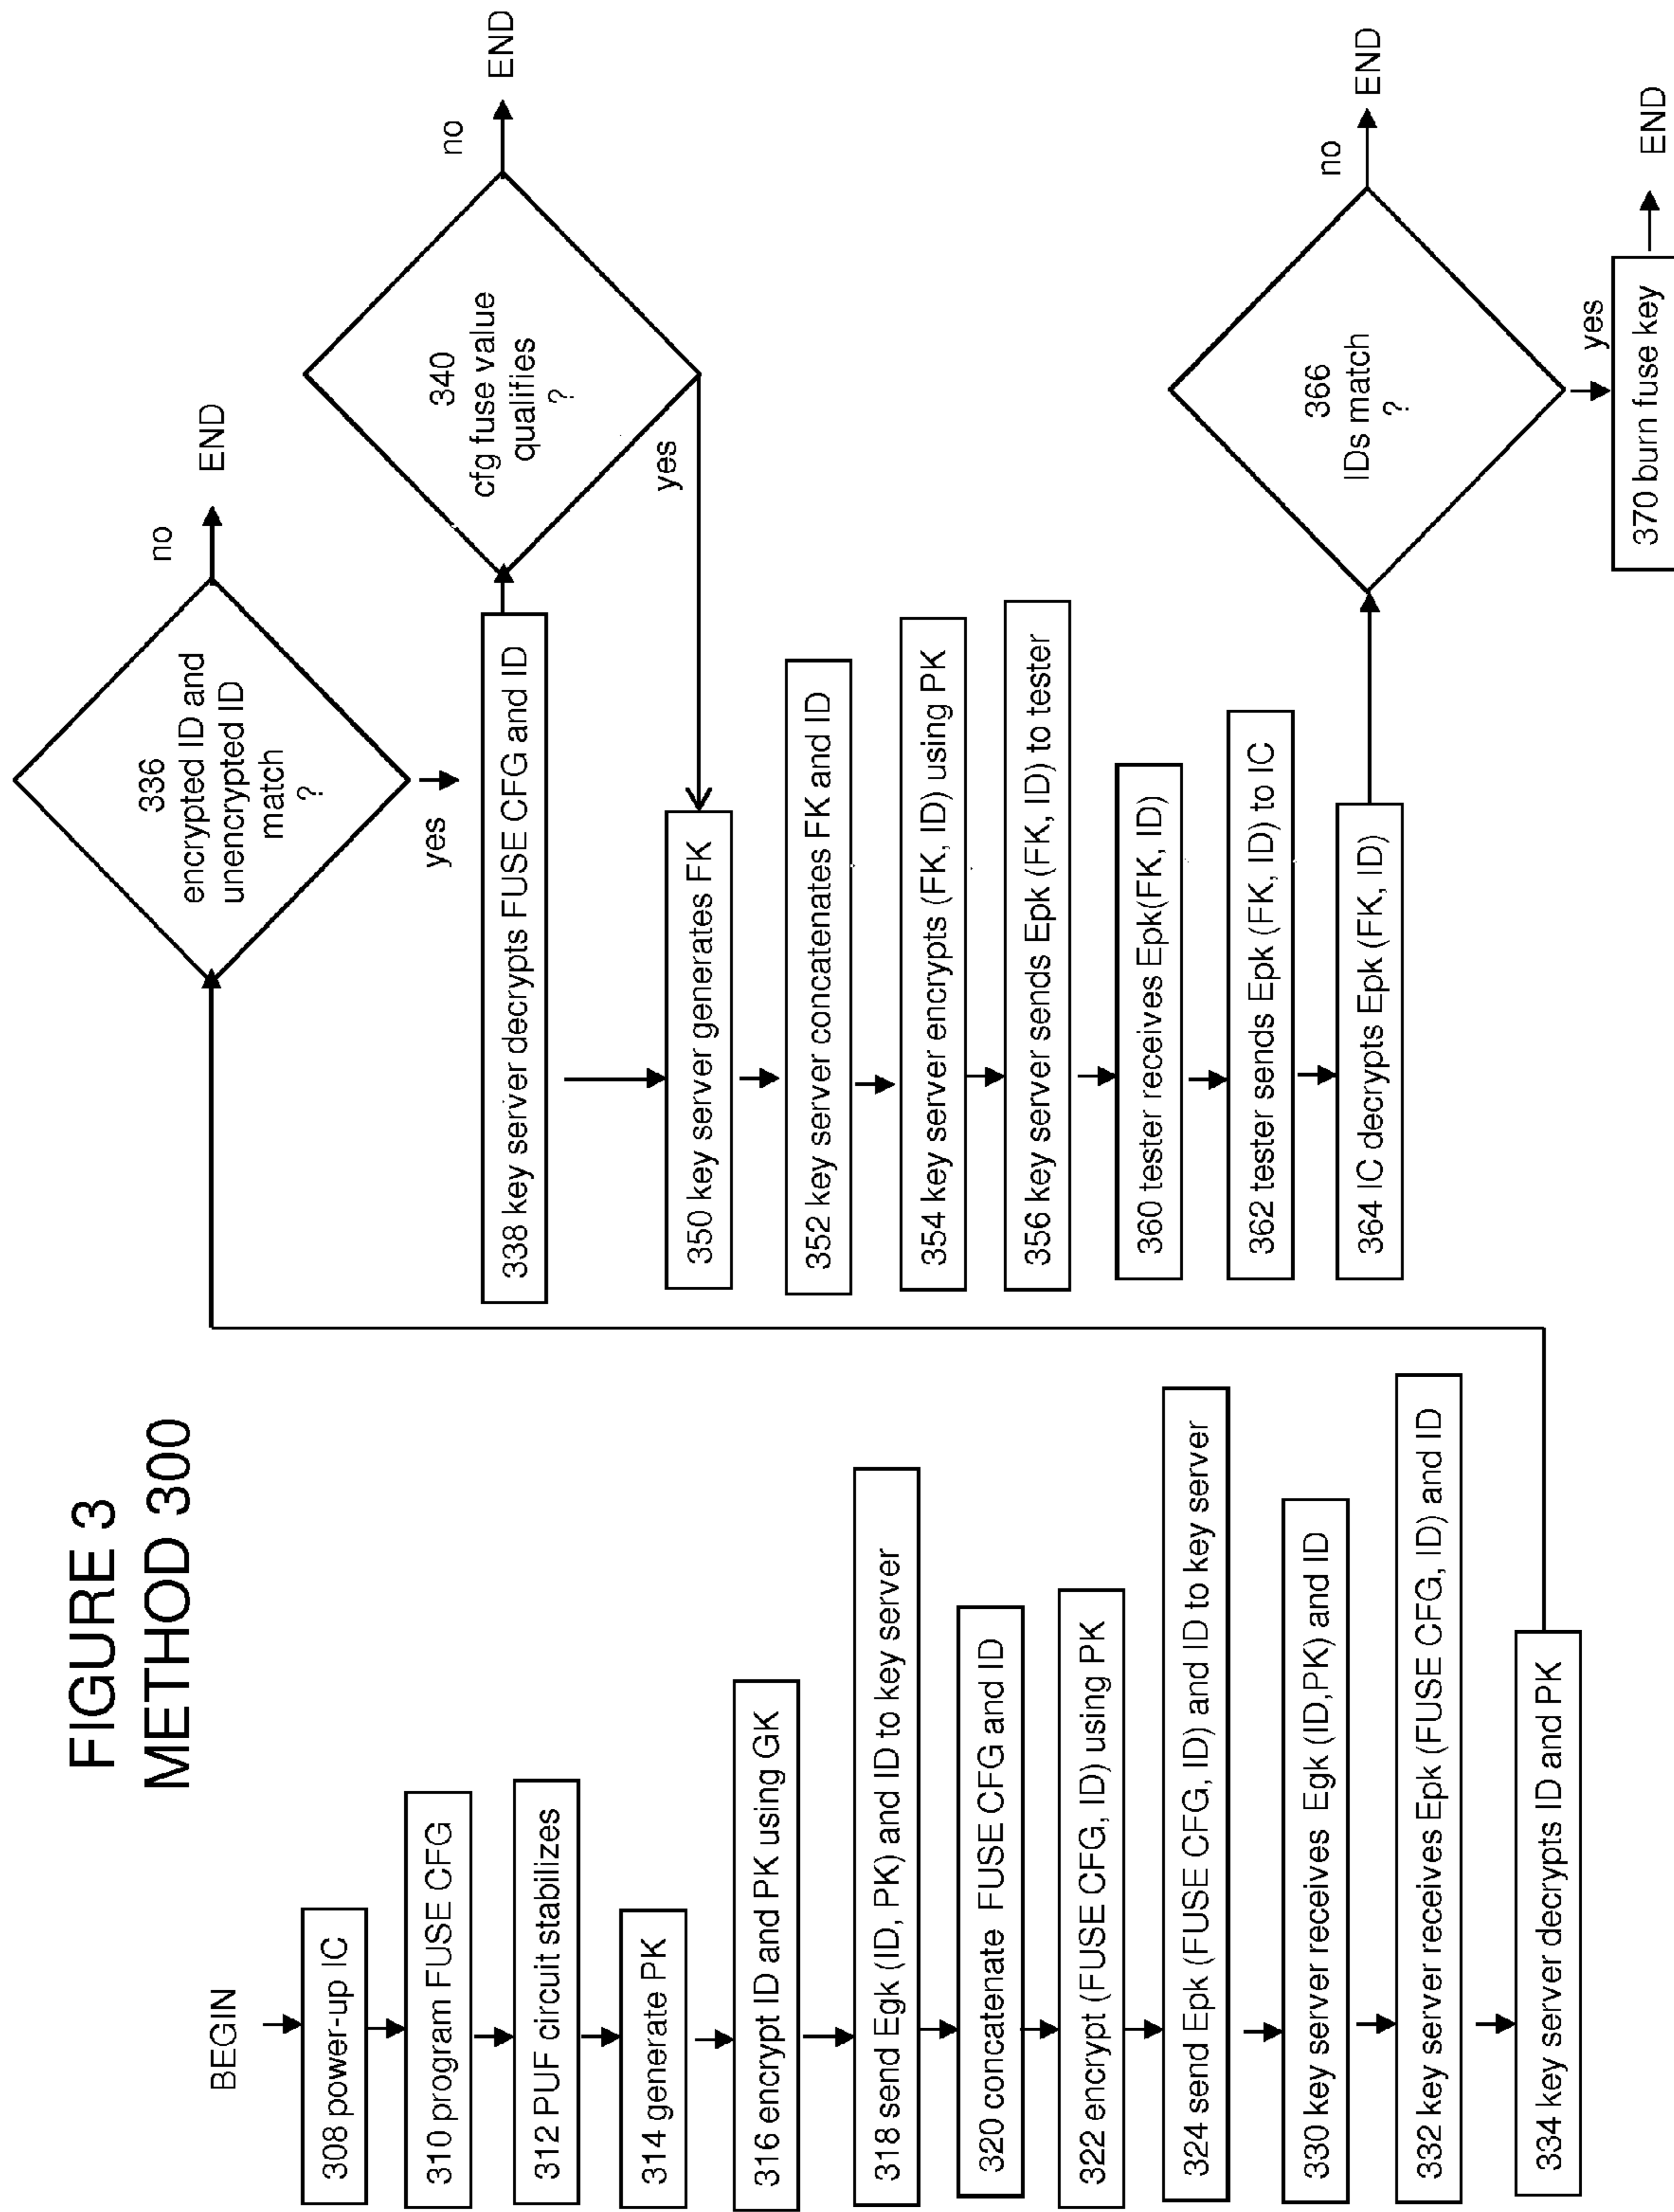 FIGURE 3
METHOD 300
BEGIN
308 power-up IC
310 program FUSE CFG
312 PUF circuit stabilizes
314 generate PK
316 encrypt ID and PK using GK
318 send Egk (ID, PK) and ID to key server
320 concatenate FUSE CFG and ID
322 encrypt (FUSE CFG, ID) using PK
324 send Epk (FUSE CFG, ID) and ID to key server
330 key server receives Egk (ID,PK) and ID
332 key server receives Epk (FUSE CFG, ID) and ID
334 key server decrypts ID and PK
336
encrypted ID and
unencrypted ID
match
?
no
END
yes
338 key server decrypts FUSE CFG and ID
340
cfg fuse value
qualifies
?
no
END
yes
350 key server generates FK
352 key server concatenates FK and ID
354 key server encrypts (FK, ID) using PK
356 key server sends Epk (FK, ID) to tester
360 tester receives Epk(FK, ID)
362 tester sends Epk (FK, ID) to IC
364 IC decrypts Epk (FK, ID)
366
IDs match
?
no
END
yes
370 burn fuse key
END